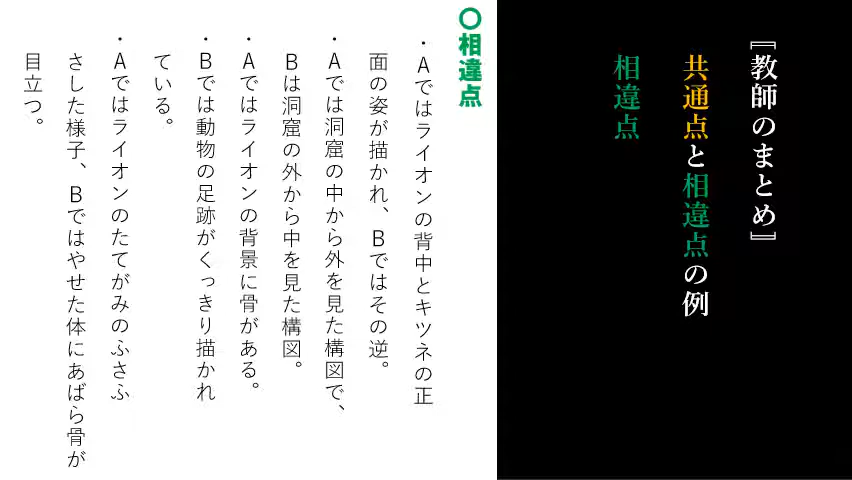 『教師のまとめ』
共通点と相違点の例
相違点
〇相違点
・Aではライオンの背中とキツネの正
面の姿が描かれ、Bではその逆。
・Aでは洞窟の中から外を見た構図で、
Bは洞窟の外から中を見た構図。
・Aではライオンの背景に骨がある。
・Bでは動物の足跡がくっきり描かれ
ている。
・Aではライオンのたてがみのふさふ
さした様子、Bではやせた体にあばら骨が
目立つ。